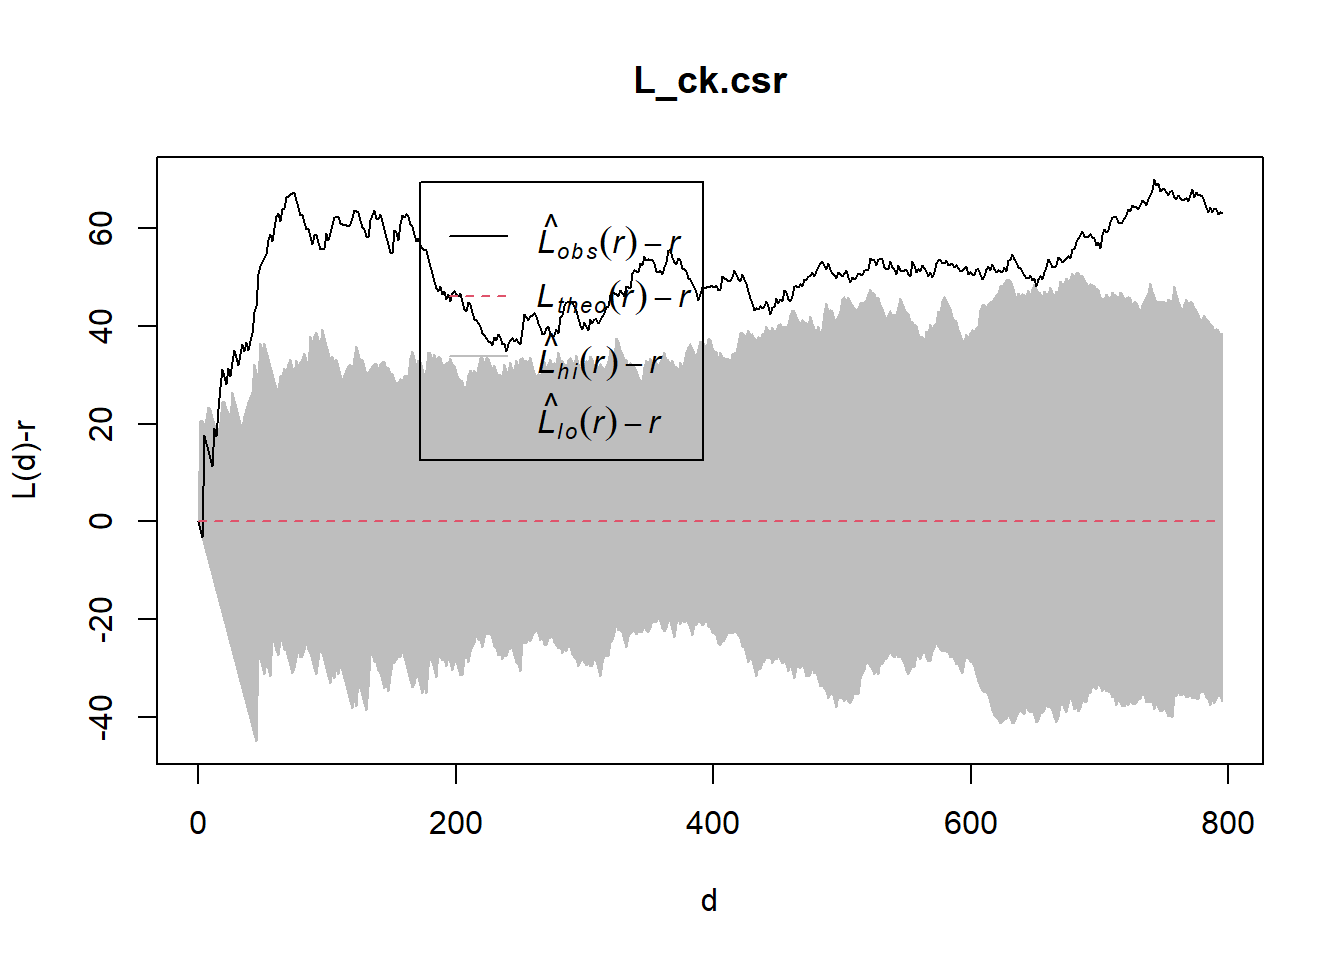 L_ck.csr
L(d)-r
60
40
20
0
-20
-40
L̂obs(r) − r
Ltheo(r) − r
L̂hi(r) − r
L̂lo(r) − r
0 200 400 600 800
d